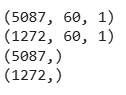 (5087, 60, 1)
(1272, 60, 1)
(5087,)
(1272,)